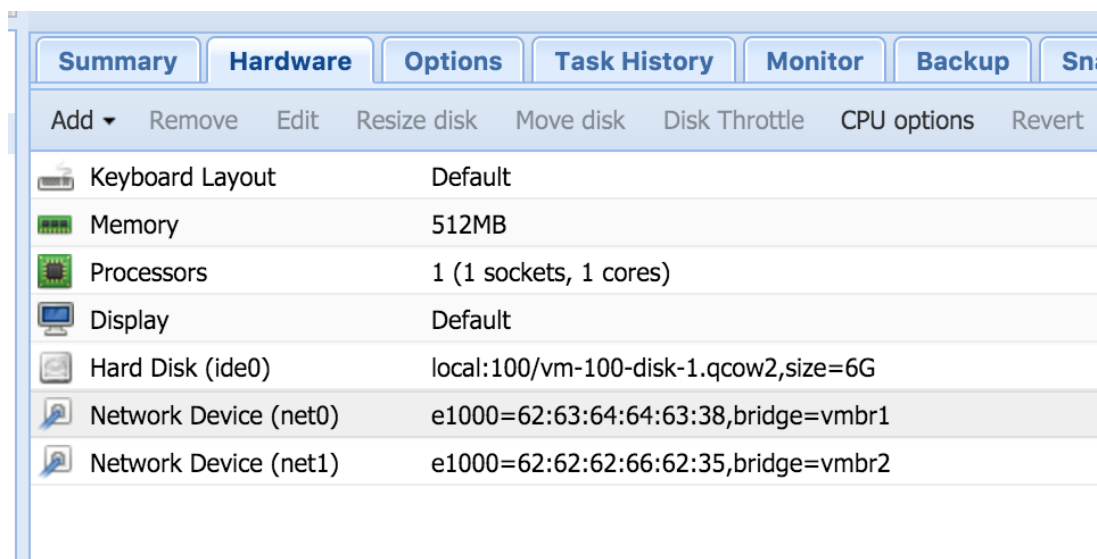 Summary Hardware Options Task History Monitor Backup
Add Remove Edit Resize disk Move disk Disk Throttle CPU options Revert
Keyboard Layout Default
Memory 512MB
Processors 1 (1 sockets, 1 cores)
Display Default
Hard Disk (ide0) local:100/vm-100-disk-1.qcow2,size=6G
Network Device (net0) e1000=62:63:64:64:63:38,bridge=vmbr1
Network Device (net1) e1000=62:62:62:66:62:35,bridge=vmbr2